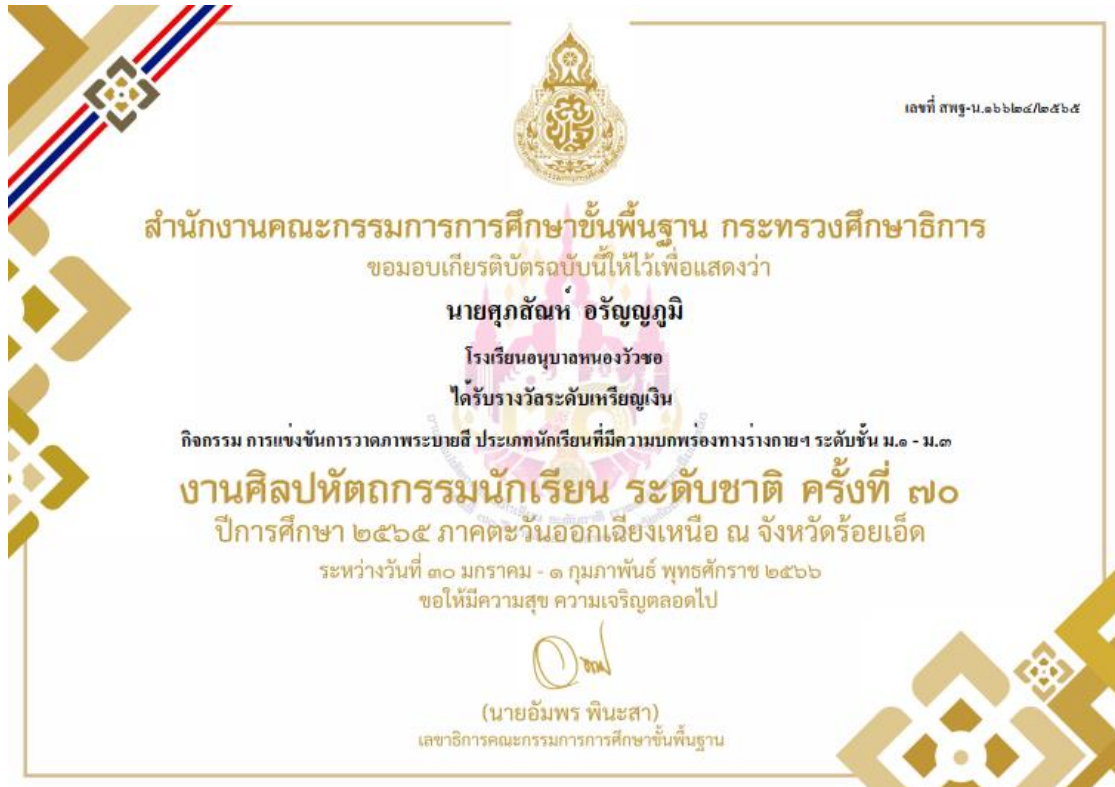 เลขที่ สพฐ-น.๑๖๖๒๔/๒๕๖๕
สำนักงานคณะกรรมการการศึกษาขั้นพื้นฐาน กระทรวงศึกษาธิการ
ขอมอบเกียรติบัตรฉบับนี้ให้ไว้เพื่อแสดงว่า
นายศุภสัณห์ อรัญญภูมิ
โรงเรียนอนุบาลหนองวัวซอ
ได้รับรางวัลระดับเหรียญเงิน
กิจกรรม การแข่งขันการวาดภาพระบายสี ประเภทนักเรียนที่มีความบกพร่องทางร่างกายฯ ระดับชั้น ม.๑ - ม.๓
งานศิลปหัตถกรรมนักเรียน ระดับชาติ ครั้งที่ ๗๐
ปีการศึกษา ๒๕๖๕ ภาคตะวันออกเฉียงเหนือ ณ จังหวัดร้อยเอ็ด
ระหว่างวันที่ ๓๐ มกราคม - ๑ กุมภาพันธ์ พุทธศักราช ๒๕๖๖
ขอให้มีความสุข ความเจริญตลอดไป
(นายอัมพร พินะสา)
เลขาธิการคณะกรรมการการศึกษาขั้นพื้นฐาน